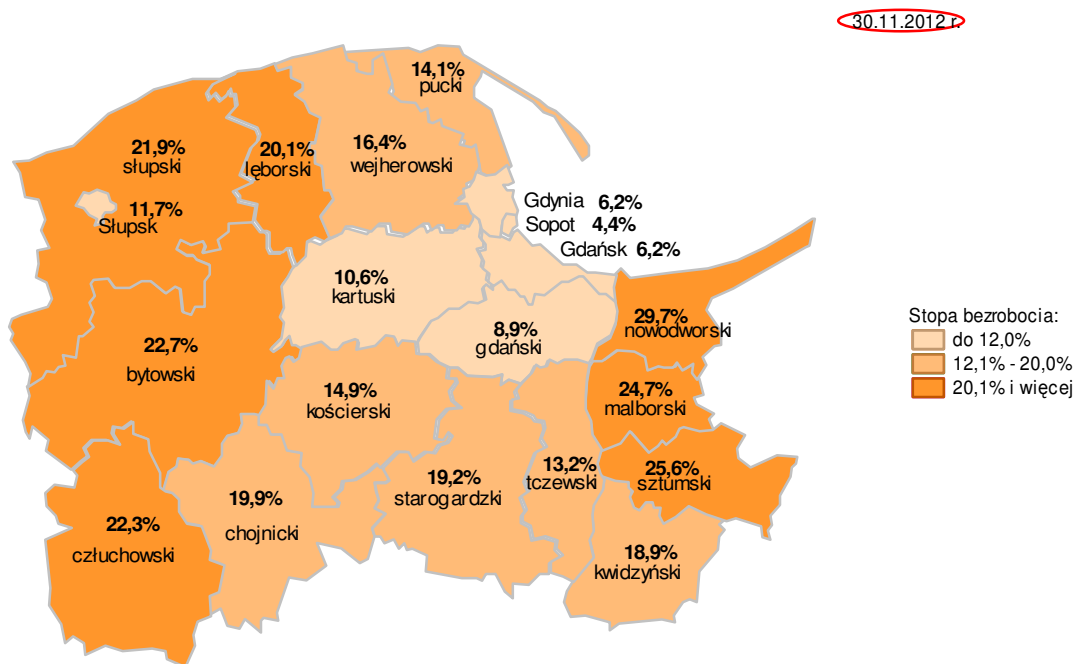 30.11.2012 r.
14,1%
pucki
21,9%
słupski
20,1%
lęborski
16,4%
wejherowski
11,7%
Słupsk
Gdynia 6,2%
Sopot 4,4%
Gdańsk 6,2%
10,6%
kartuski
8,9%
gdański
29,7%
nowodworski
Stopa bezrobocia:
do 12,0%
12,1% - 20,0%
20,1% i więcej
22,7%
bytowski
14,9%
kościerski
24,7%
malborski
19,2%
starogardzki
13,2%
tczewski
25,6%
sztumski
19,9%
chojnicki
22,3%
człuchowski
18,9%
kwidzyński